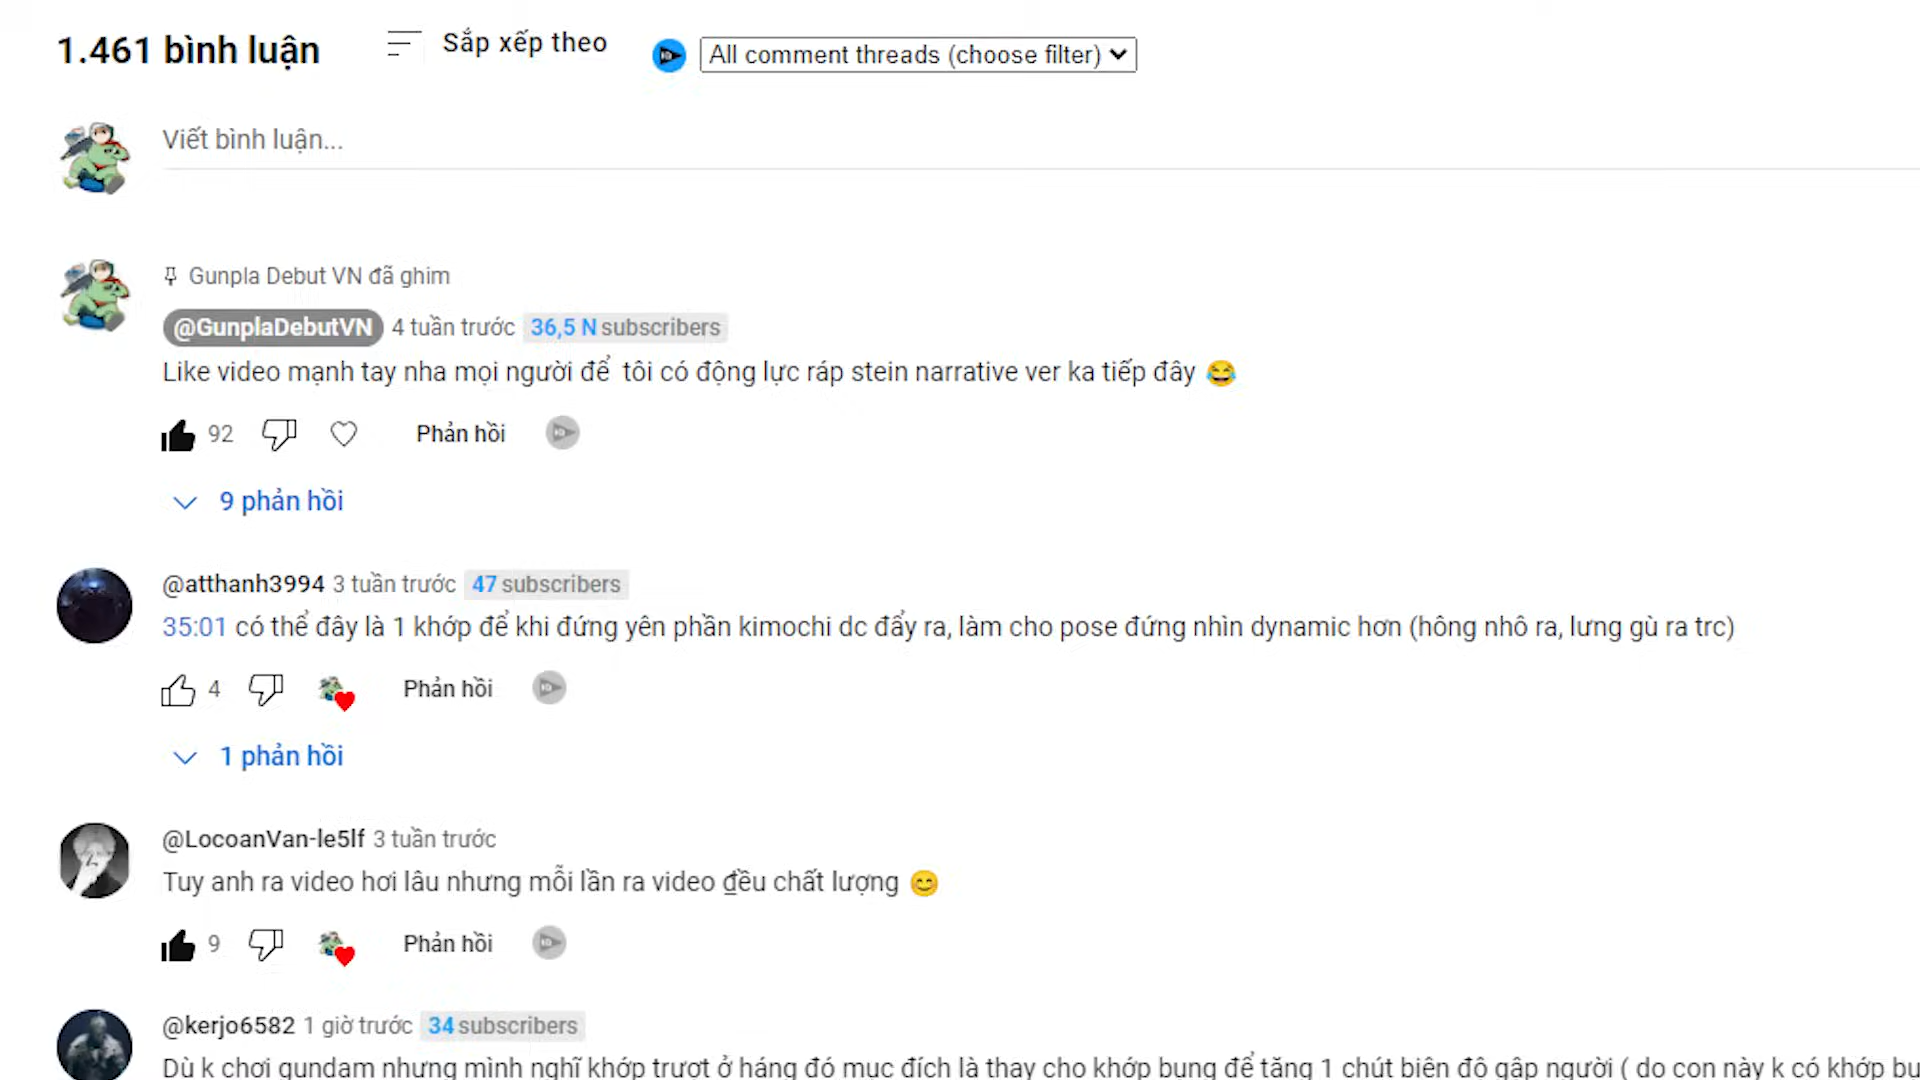 1.461 bình luận
Sắp xếp theo
All comment threads (choose filter)
Viết bình luận...
Gunpla Debut VN đã ghim
@GunplaDebutVN 4 tuần trước 36,5 N subscribers
Like video mạnh tay nha mọi người để tôi có động lực ráp stein narrative ver ka tiếp đây 😂
92 Phản hồi
9 phản hồi
@atthanh3994 3 tuần trước 47 subscribers
35:01 có thể đây là 1 khớp để khi đứng yên phần kimochi dc đẩy ra, làm cho pose đứng nhìn dynamic hơn (hông nhô ra, lưng gù ra trc)
4 Phản hồi
1 phản hồi
@LocoanVan-le5lf 3 tuần trước
Tuy anh ra video hơi lâu nhưng mỗi lần ra video đều chất lượng 😊
9 Phản hồi
@kerjo6582 1 giờ trước 34 subscribers
Dù k chơi gundam nhưng mình nghĩ khớp trượt ở háng đó mục đích là thay cho khớp bụng để tăng 1 chút biên độ gập người ( do con này k có khớp bụ